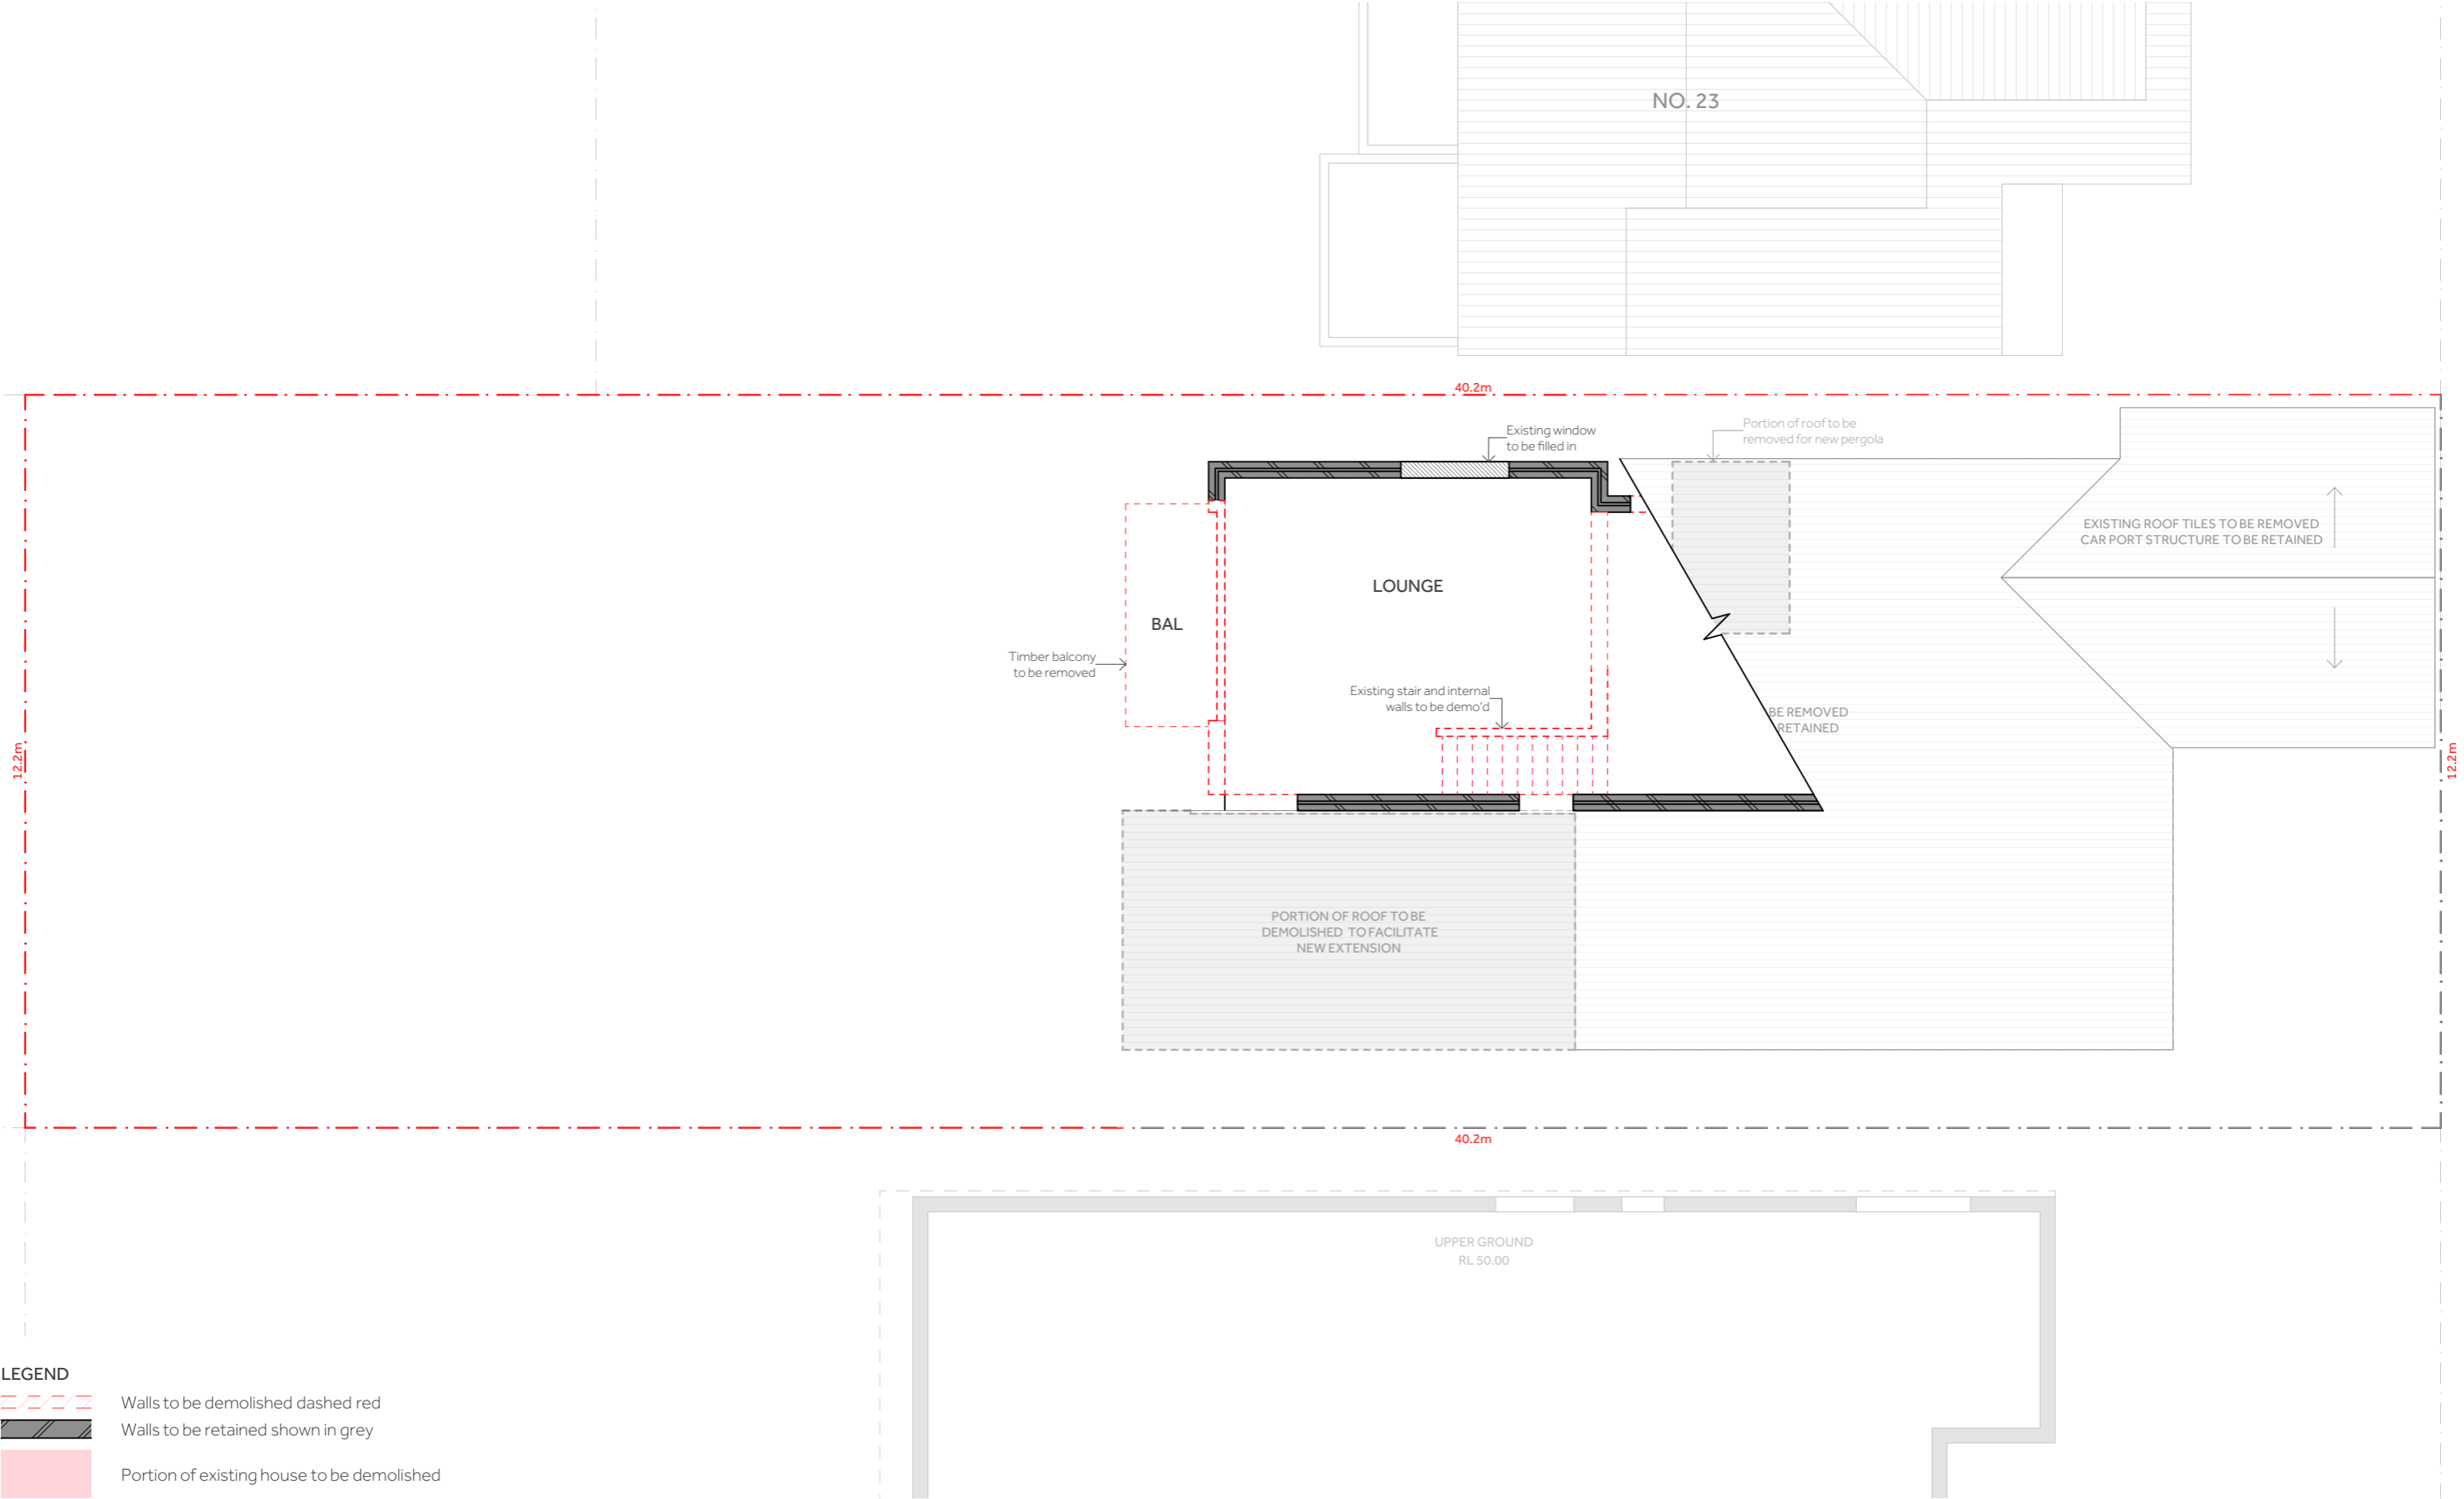 NO. 23
40.2m
Existing window
to be filled in
Portion of roof to be
removed for new pergola
EXISTING ROOF TILES TO BE REMOVED
CAR PORT STRUCTURE TO BE RETAINED
LOUNGE
BAL
Timber balcony
to be removed
Existing stair and internal
walls to be demo'd
BE REMOVED
RETAINED
12.2m
12.2m
PORTION OF ROOF TO BE
DEMOLISHED TO FACILITATE
NEW EXTENSION
40.2m
UPPER GROUND
RL 50.00
LEGEND
Walls to be demolished dashed red
Walls to be retained shown in grey
Portion of existing house to be demolished